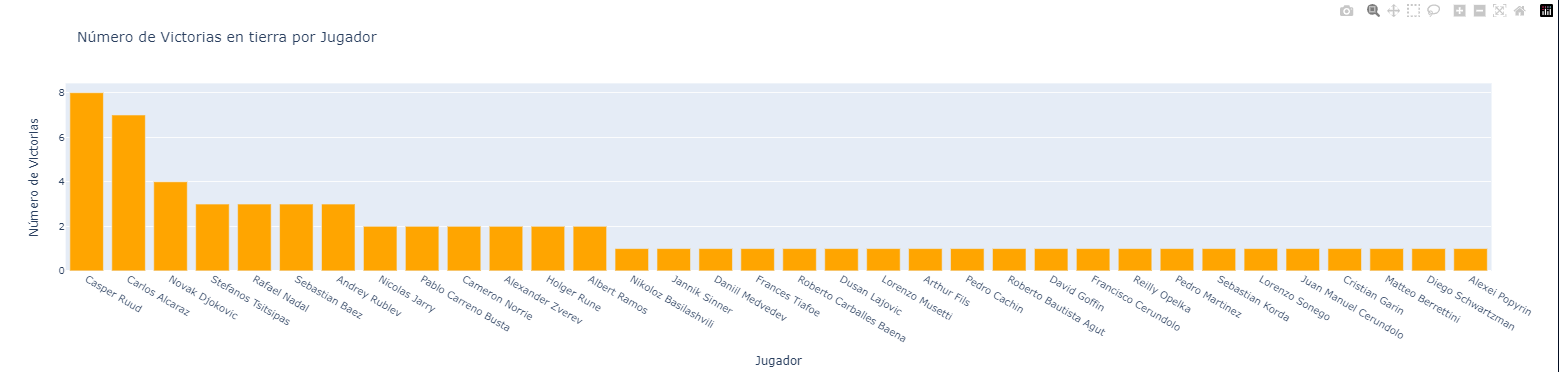 Número de Victorias en tierra por Jugador
Número de Victorias
8
6
4
2
0
Casper Ruud
Carlos Alcaraz
Novak Djokovic
Stefanos Tsitsipas
Rafael Nadal
Sebastian Baez
Andrey Rublev
Nicolas Jarry
Pablo Carreno Busta
Cameron Norrie
Alexander Zverev
Holger Rune
Albert Ramos
Nikoloz Basilashvili
Jannik Sinner
Daniil Medvedev
Frances Tiafoe
Roberto Carballes Baena
Dusan Lajovic
Lorenzo Musetti
Arthur Fils
Pedro Cachin
Roberto Bautista Agut
David Goffin
Francisco Cerundolo
Reilly Opelka
Pedro Martinez
Sebastian Korda
Lorenzo Sonego
Juan Manuel Cerundolo
Cristian Garin
Matteo Berrettini
Diego Schwartzman
Alexei Popyrin
Jugador